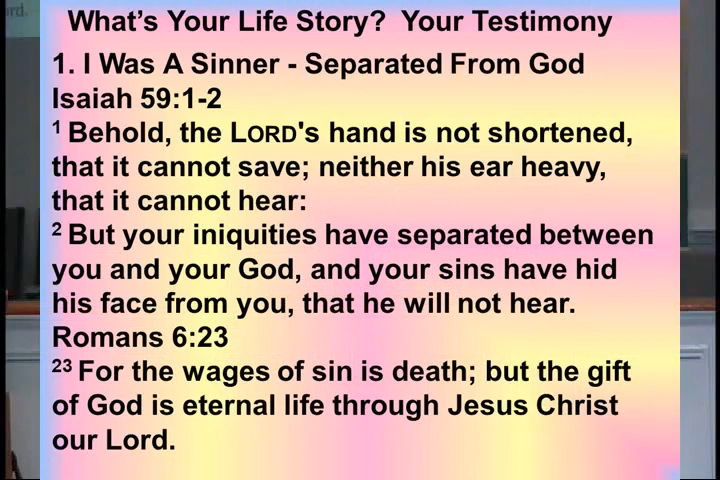 ard.
What's Your Life Story?  Your Testimony
1. I Was A Sinner - Separated From God
Isaiah 59:1-2
1 Behold, the LORD's hand is not shortened,
that it cannot save; neither his ear heavy,
that it cannot hear:
2 But your iniquities have separated between
you and your God, and your sins have hid
his face from you, that he will not hear.
Romans 6:23
23 For the wages of sin is death; but the gift
of God is eternal life through Jesus Christ
our Lord.